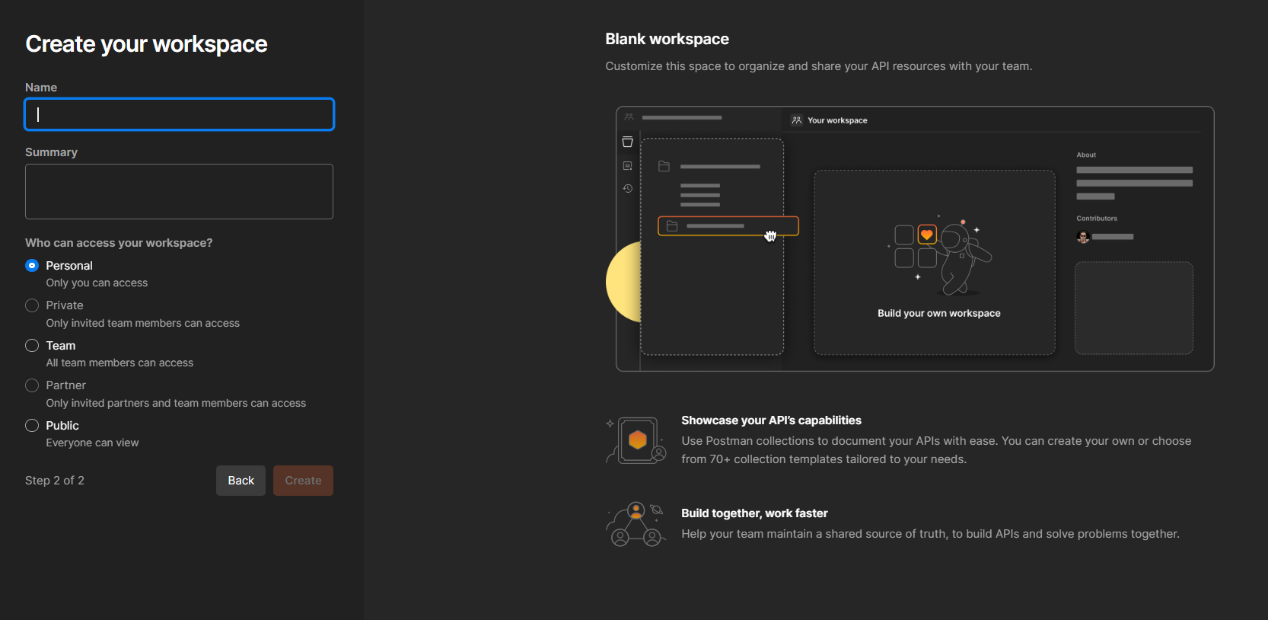 Create your workspace
Name
Summary
Who can access your workspace?
Personal
Only you can access
Private
Only invited team members can access
Team
All team members can access
Partner
Only invited partners and team members can access
Public
Everyone can view
Step 2 of 2
Back
Create
Blank workspace
Customize this space to organize and share your API resources with your team.
Your workspace
About
Contributors
Build your own workspace
Showcase your API's capabilities
Use Postman collections to document your APIs with ease. You can create your own or choose
from 70+ collection templates tailored to your needs.
Build together, work faster
Help your team maintain a shared source of truth, to build APIs and solve problems together.